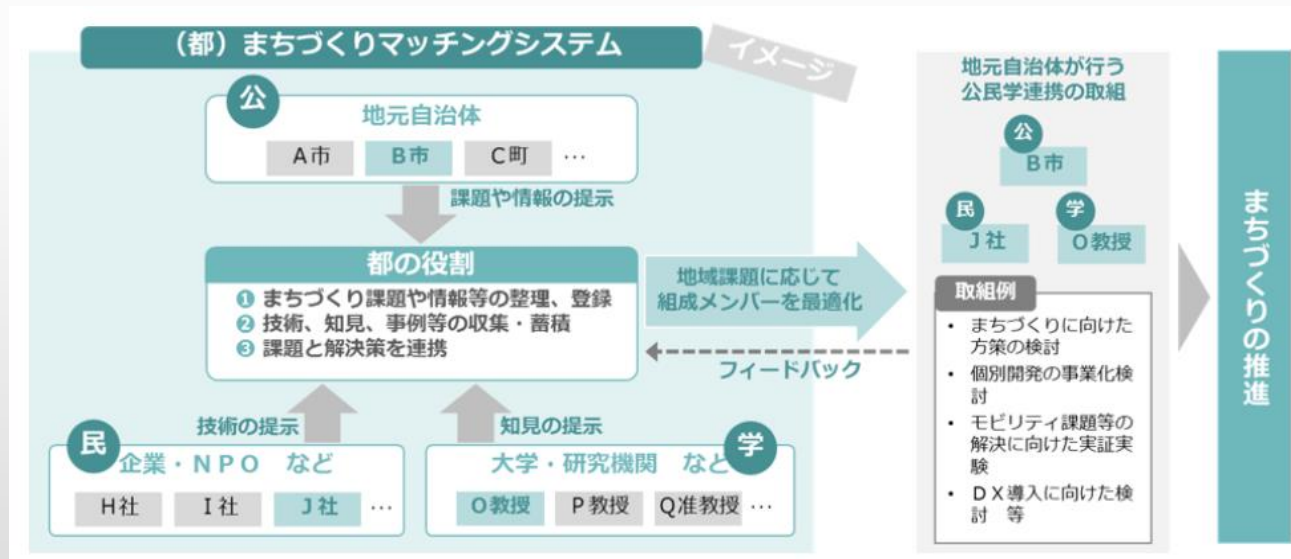 （都）まちづくりマッチングシステム
イメージ
公
地元自治体
A市
B市
C町
…
課題や情報の提示
都の役割
❶ まちづくり課題や情報等の整理、登録
❷ 技術、知見、事例等の収集・蓄積
❸ 課題と解決策を連携
技術の提示
知見の提示
民
企業・NPO など
H社
I社
J社
…
学
大学・研究機関 など
O教授
P教授
Q准教授
…
地域課題に応じて
組成メンバーを最適化
フィードバック
地元自治体が行う
公民学連携の取組
公
B市
民
J社
学
O教授
取組例
• まちづくりに向けた
方策の検討
• 個別開発の事業化検
討
• モビリティ課題等の
解決に向けた実証実
験
• DX導入に向けた検
討 等
まちづくりの推進